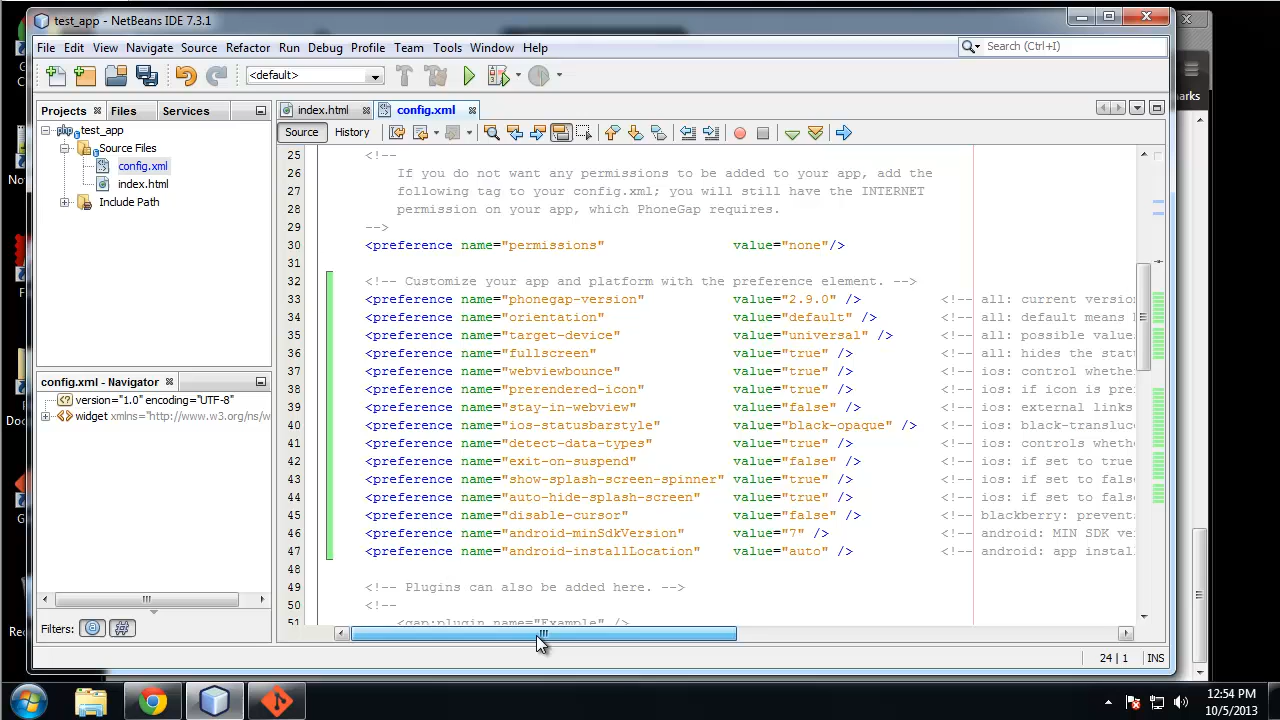 test_app - NetBeans IDE 7.3.1
File Edit View Navigate Source Refactor Run Debug Profile Team Tools Window Help
Search (Ctrl+I)
<default>
arks
Projects Files Services
index.html config.xml
Source History
test_app
Source Files
config.xml
index.html
Include Path
25 <!--
26 If you do not want any permissions to be added to your app, add the
27 following tag to your config.xml; you will still have the INTERNET
28 permission on your app, which PhoneGap requires.
29 -->
30 <preference name="permissions" value="none"/>
31
32 <!-- Customize your app and platform with the preference element. -->
33 <preference name="phonegap-version" value="2.9.0" /> <!-- all: current version
34 <preference name="orientation" value="default" /> <!-- all: default means
35 <preference name="target-device" value="universal" /> <!-- all: possible value
36 <preference name="fullscreen" value="true" /> <!-- all: hides the statu
37 <preference name="webviewbounce" value="true" /> <!-- ios: control whethe
38 <preference name="prerendered-icon" value="true" /> <!-- ios: if icon is pre
39 <preference name="stay-in-webview" value="false" /> <!-- ios: external links
40 <preference name="ios-statusbarstyle" value="black-opaque" /> <!-- ios: black-transluc
41 <preference name="detect-data-types" value="true" /> <!-- ios: controls whethe
42 <preference name="exit-on-suspend" value="false" /> <!-- ios: if set to true
43 <preference name="show-splash-screen-spinner" value="true" /> <!-- ios: if set to fals
44 <preference name="auto-hide-splash-screen" value="true" /> <!-- ios: if set to fals
45 <preference name="disable-cursor" value="false" /> <!-- blackberry: prevent
46 <preference name="android-minSdkVersion" value="7" /> <!-- android: MIN SDK ve
47 <preference name="android-installLocation" value="auto" /> <!-- android: app instal
48
49 <!-- Plugins can also be added here. -->
50 <!--
51 <gap:plugin name="Example" />
config.xml - Navigator
version="1.0" encoding="UTF-8"
widget xmlns="http://www.w3.org/ns/w
Filters:
24 | 1 INS
12:54 PM
10/5/2013